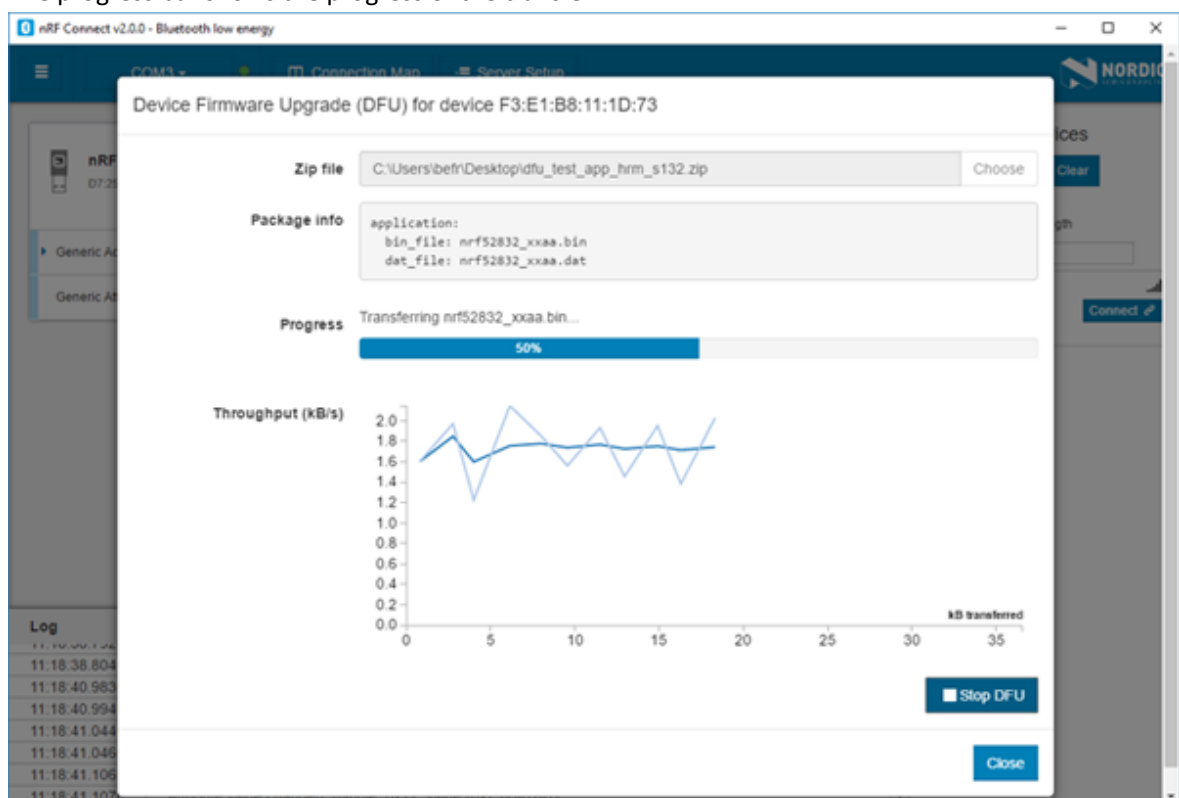 nRF Connect v2.0.0 - Bluetooth low energy
COM3
Connection Map
Server Setup
NORDIC
Device Firmware Upgrade (DFU) for device F3:E1:B8:11:1D:73
Zip file
C:\Users\befr\Desktop\dfu_test_app_hrm_s132.zip
Choose
Package info
application:
bin_file: nrf52832_xxaa.bin
dat_file: nrf52832_xxaa.dat
Progress
Transferring nrf52832_xxaa.bin...
50%
Throughput (kB/s)
2.0
1.8
1.6
1.4
1.2
1.0
0.8
0.6
0.4
0.2
0.0
kB transferred
0 5 10 15 20 25 30 35
Stop DFU
Close
nRF
Generic
Generic
ices
Clear
Connect
Log
11:18:38.804
11:18:40.983
11:18:40.994
11:18:41.044
11:18:41.046
11:18:41.106